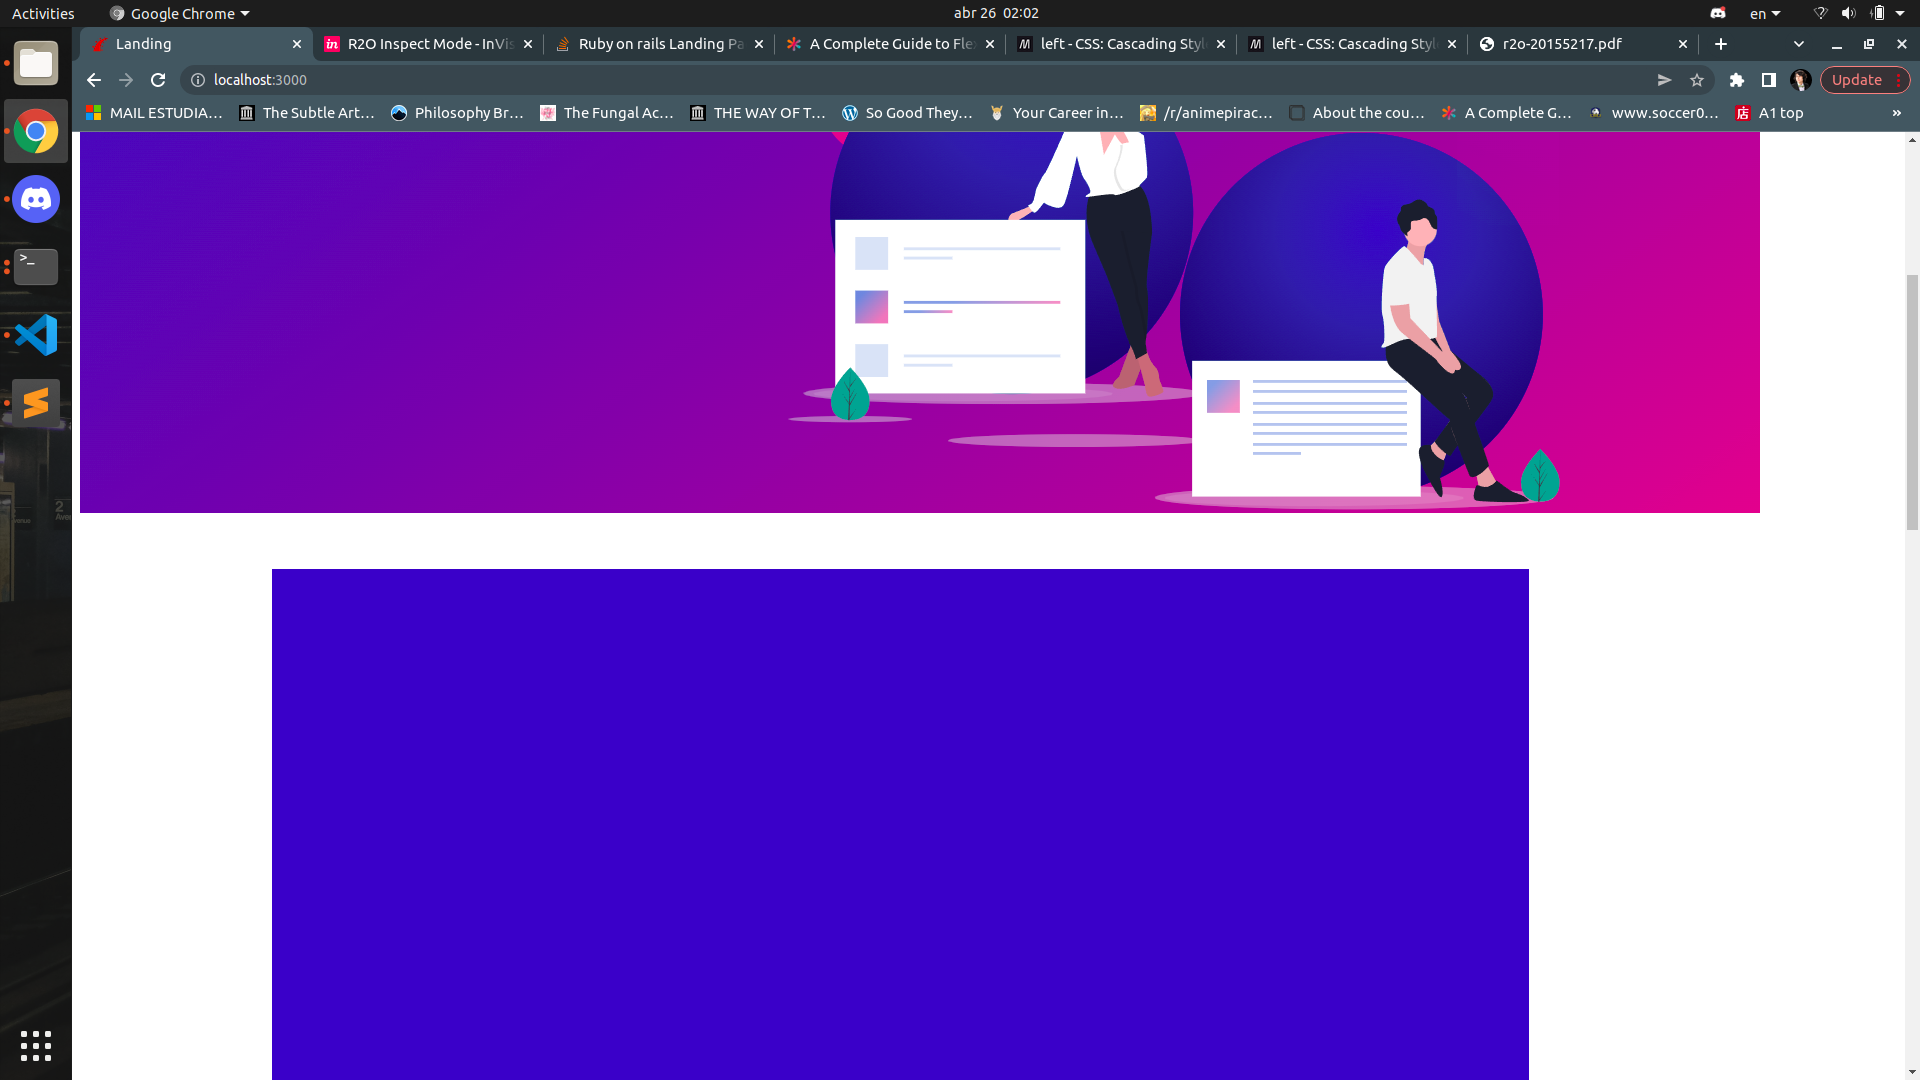 Activities
Google Chrome
abr 26 02:02
en
Landing
R2O Inspect Mode - InVis
Ruby on rails Landing Pa
A Complete Guide to Fle
left - CSS: Cascading Styl
left - CSS: Cascading Styl
r2o-20155217.pdf
localhost:3000
Update
MAIL ESTUDIA...
The Subtle Art...
Philosophy Br...
The Fungal Ac...
THE WAY OF T...
So Good They...
Your Career in...
/r/animepirac...
About the cou...
A Complete G...
www.soccer0...
A1 top
»
>_
2
Ave